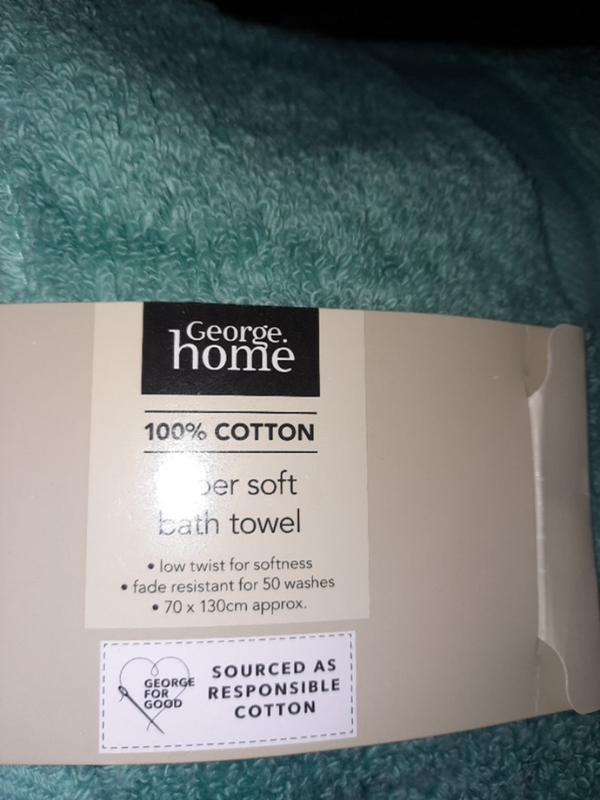 George.
home
100% COTTON
soft
bath towel
• low twist for softness
• fade resistant for 50 washes
• 70 x 130cm approx.
GEORGE
FOR
GOOD
SOURCED AS
RESPONSIBLE
COTTON